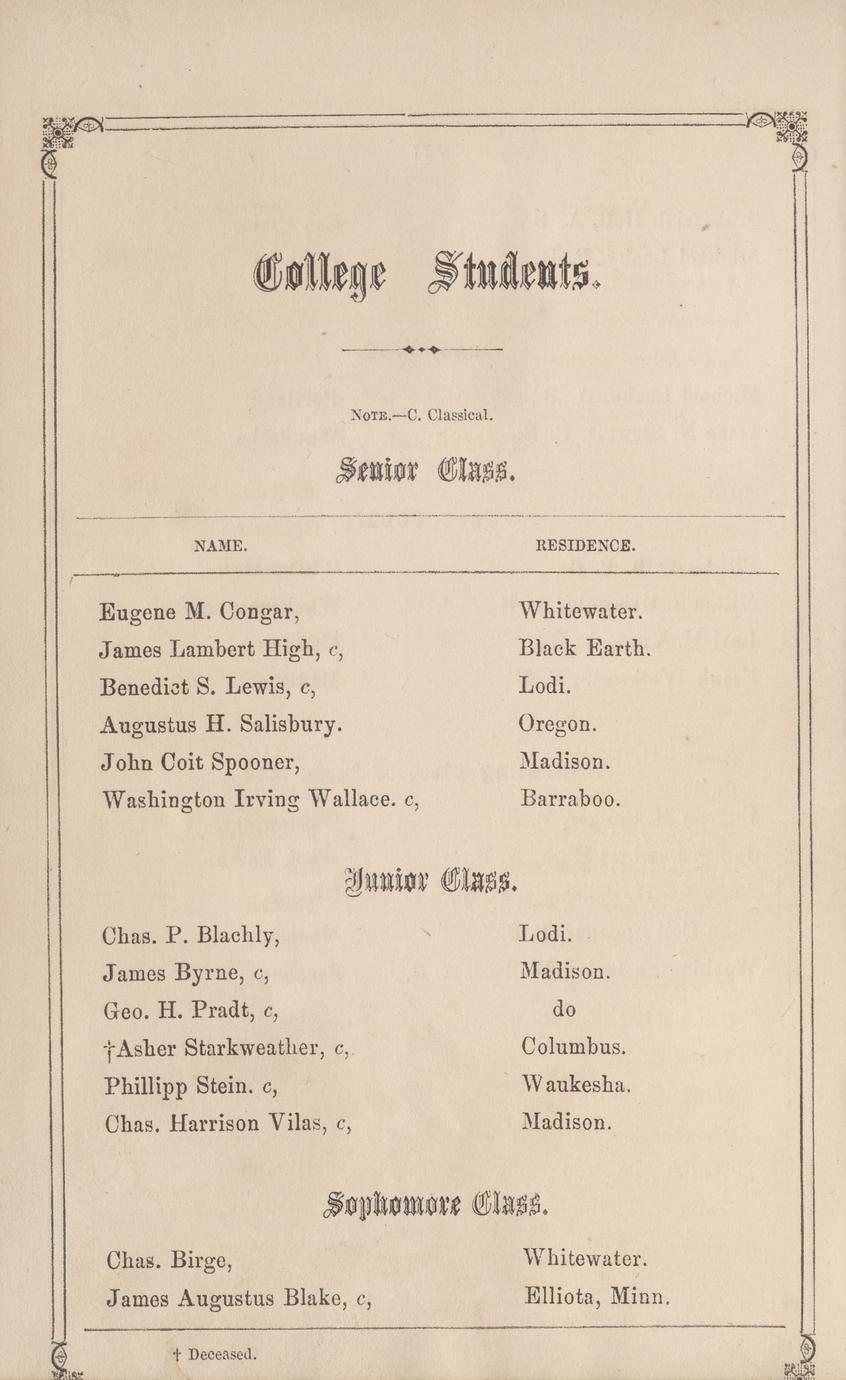 College Students.
NOTE.—C. Classical.
Senior Class.
NAME. RESIDENCE.
Eugene M. Congar, Whitewater.
James Lambert High, c, Black Earth.
Benedict S. Lewis, c, Lodi.
Augustus H. Salisbury. Oregon.
John Coit Spooner, Madison.
Washington Irving Wallace. c, Barraboo.
Junior Class.
Chas. P. Blachly, Lodi.
James Byrne, c, Madison.
Geo. H. Pradt, c, do
†Asher Starkweather, c, Columbus.
Phillipp Stein. c, Waukesha.
Chas. Harrison Vilas, c, Madison.
Sophomore Class.
Chas. Birge, Whitewater.
James Augustus Blake, c, Elliota, Minn.
† Deceased.